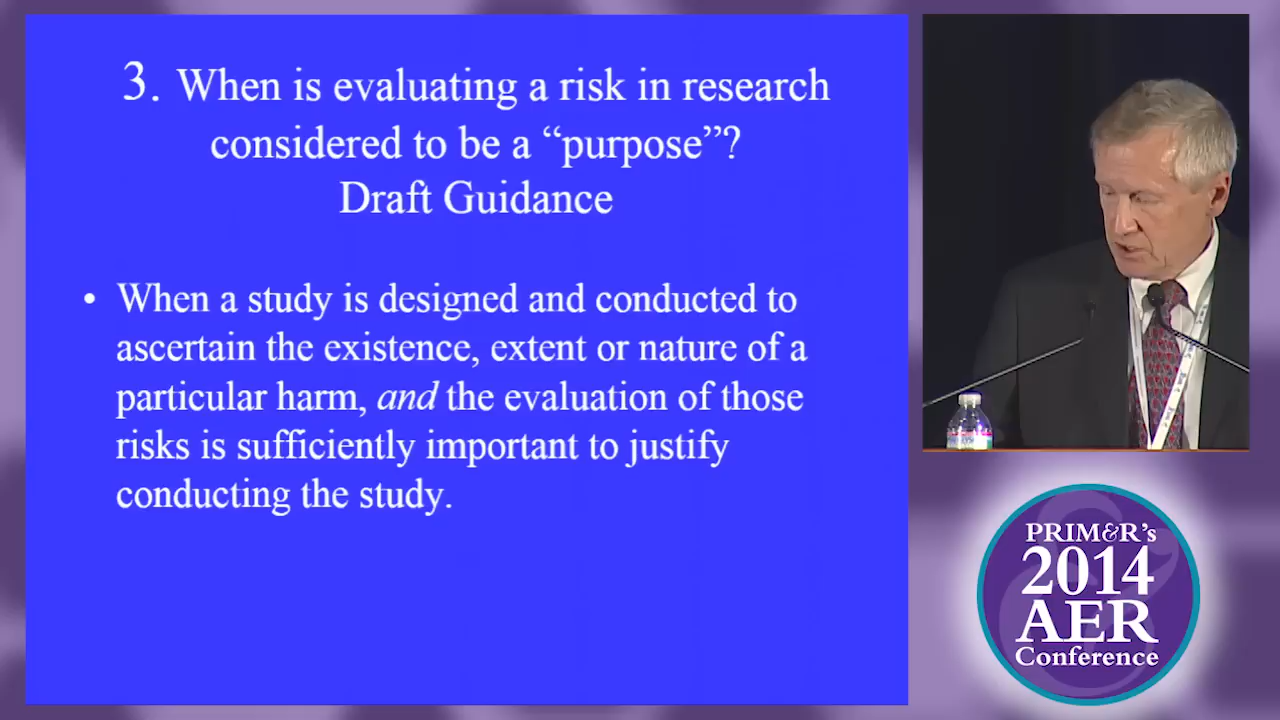 3. When is evaluating a risk in research
considered to be a “purpose”?
Draft Guidance
• When a study is designed and conducted to
ascertain the existence, extent or nature of a
particular harm, and the evaluation of those
risks is sufficiently important to justify
conducting the study.
PRIM&R’s
2014
AER
Conference